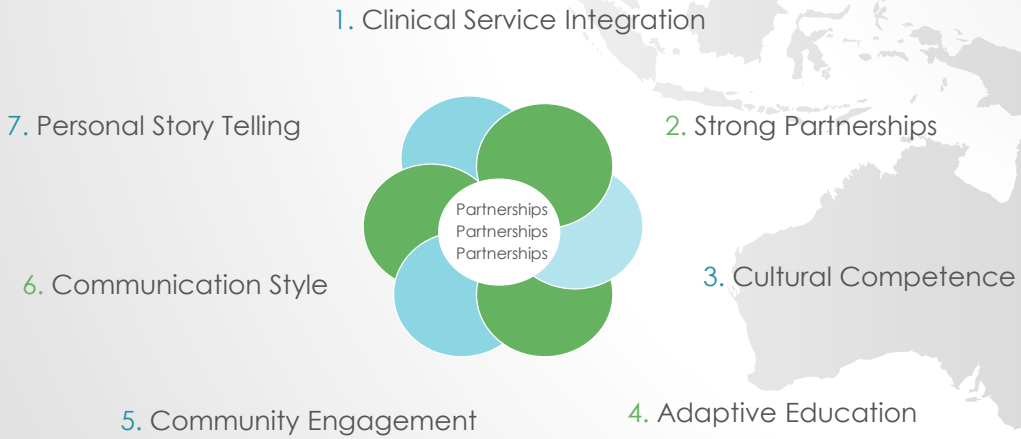 1. Clinical Service Integration
7. Personal Story Telling
2. Strong Partnerships
Partnerships
Partnerships
Partnerships
6. Communication Style
3. Cultural Competence
5. Community Engagement
4. Adaptive Education